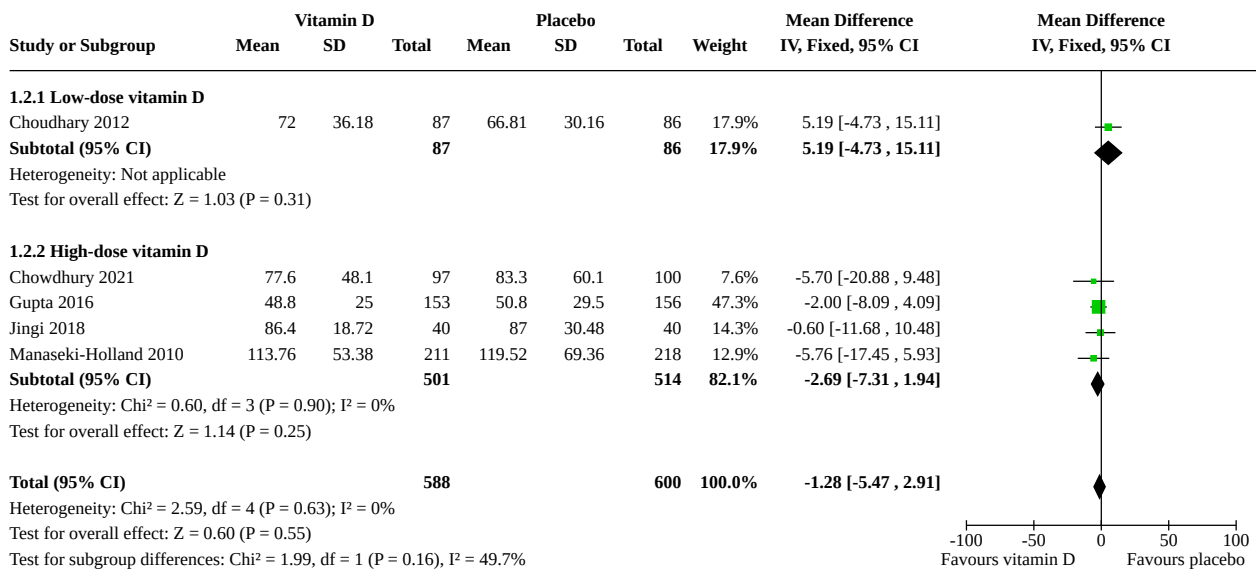 Vitamin D Placebo Mean Difference Mean Difference
Study or Subgroup Mean SD Total Mean SD Total Weight IV, Fixed, 95% CI IV, Fixed, 95% CI
1.2.1 Low-dose vitamin D
Choudhary 2012 72 36.18 87 66.81 30.16 86 17.9% 5.19 [-4.73 , 15.11]
Subtotal (95% CI) 87 86 17.9% 5.19 [-4.73 , 15.11]
Heterogeneity: Not applicable
Test for overall effect: Z = 1.03 (P = 0.31)
1.2.2 High-dose vitamin D
Chowdhury 2021 77.6 48.1 97 83.3 60.1 100 7.6% -5.70 [-20.88 , 9.48]
Gupta 2016 48.8 25 153 50.8 29.5 156 47.3% -2.00 [-8.09 , 4.09]
Jingi 2018 86.4 18.72 40 87 30.48 40 14.3% -0.60 [-11.68 , 10.48]
Manaseki-Holland 2010 113.76 53.38 211 119.52 69.36 218 12.9% -5.76 [-17.45 , 5.93]
Subtotal (95% CI) 501 514 82.1% -2.69 [-7.31 , 1.94]
Heterogeneity: Chi² = 0.60, df = 3 (P = 0.90); I² = 0%
Test for overall effect: Z = 1.14 (P = 0.25)
Total (95% CI) 588 600 100.0% -1.28 [-5.47 , 2.91]
Heterogeneity: Chi² = 2.59, df = 4 (P = 0.63); I² = 0%
Test for overall effect: Z = 0.60 (P = 0.55)
Test for subgroup differences: Chi² = 1.99, df = 1 (P = 0.16), I² = 49.7%
-100 -50 0 50 100
Favours vitamin D Favours placebo